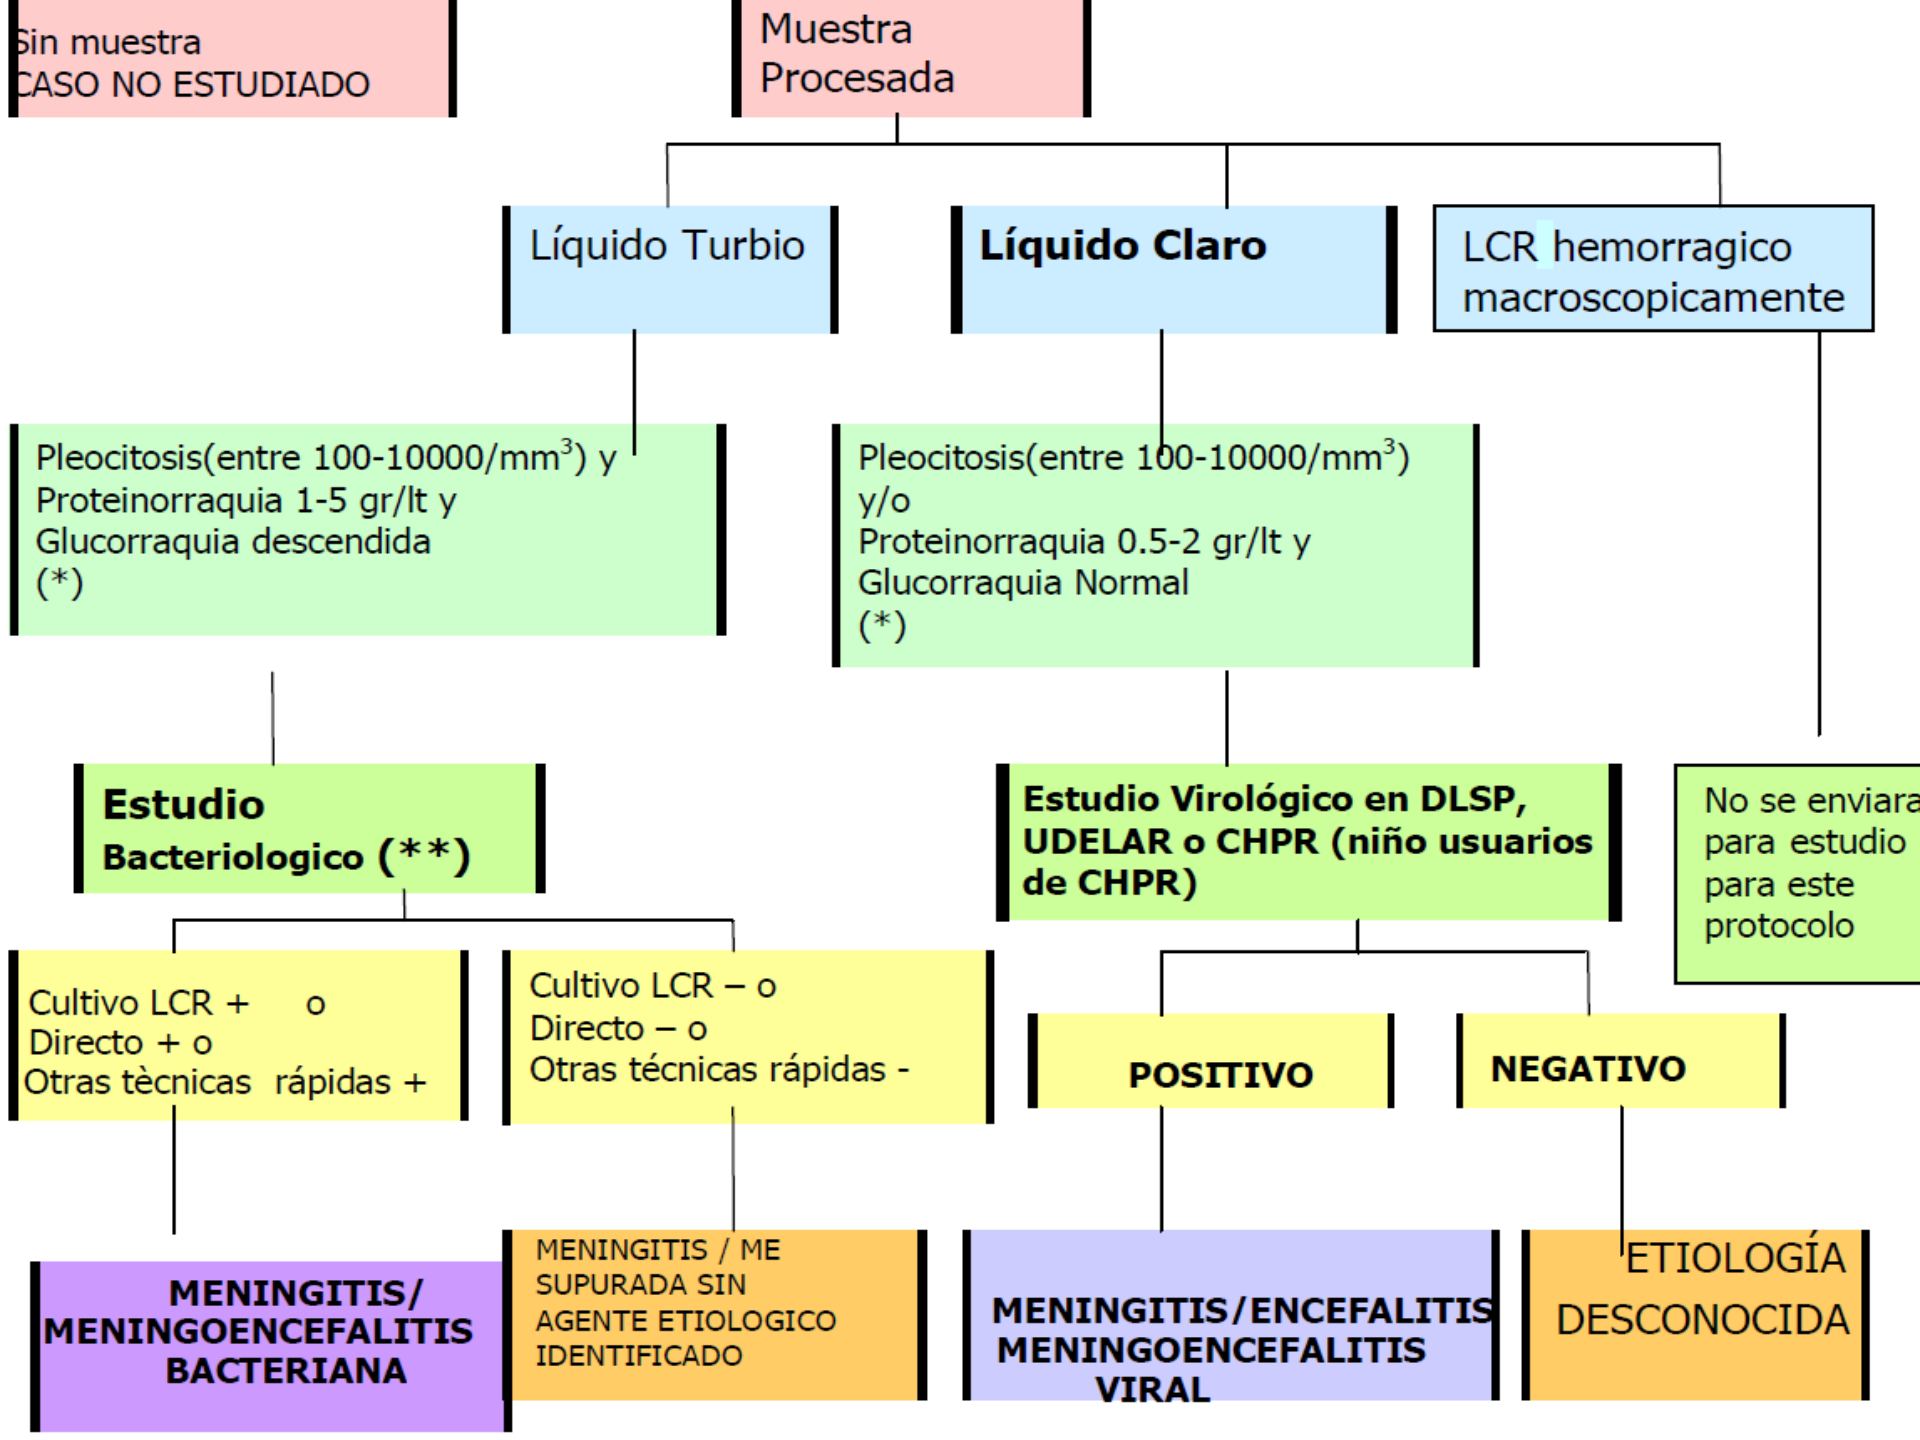 Sin muestra
CASO NO ESTUDIADO
Muestra
Procesada
Líquido Turbio
Líquido Claro
LCR hemorragico
macroscopicamente
Pleocitosis(entre 100-10000/mm³) y
Proteinorraquia 1-5 gr/lt y
Glucorraquia descendida
(*)
Pleocitosis(entre 100-10000/mm³)
y/o
Proteinorraquia 0.5-2 gr/lt y
Glucorraquia Normal
(*)
Estudio
Bacteriologico (**)
Estudio Virológico en DLSP,
UDELAR o CHPR (niño usuarios
de CHPR)
No se enviara
para estudio
para este
protocolo
Cultivo LCR + o
Directo + o
Otras tècnicas rápidas +
Cultivo LCR – o
Directo – o
Otras técnicas rápidas -
POSITIVO
NEGATIVO
MENINGITIS/
MENINGOENCEFALITIS
BACTERIANA
MENINGITIS / ME
SUPURADA SIN
AGENTE ETIOLOGICO
IDENTIFICADO
MENINGITIS/ENCEFALITIS
MENINGOENCEFALITIS
VIRAL
ETIOLOGÍA
DESCONOCIDA